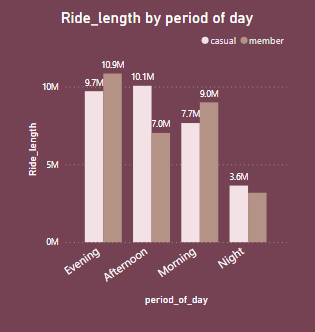 Ride_length by period of day
casual
member
10.9M
9.7M
10.1M
7.0M
7.7M
9.0M
3.6M
10M
5M
0M
Ride_length
Evening
Afternoon
Morning
Night
period_of_day